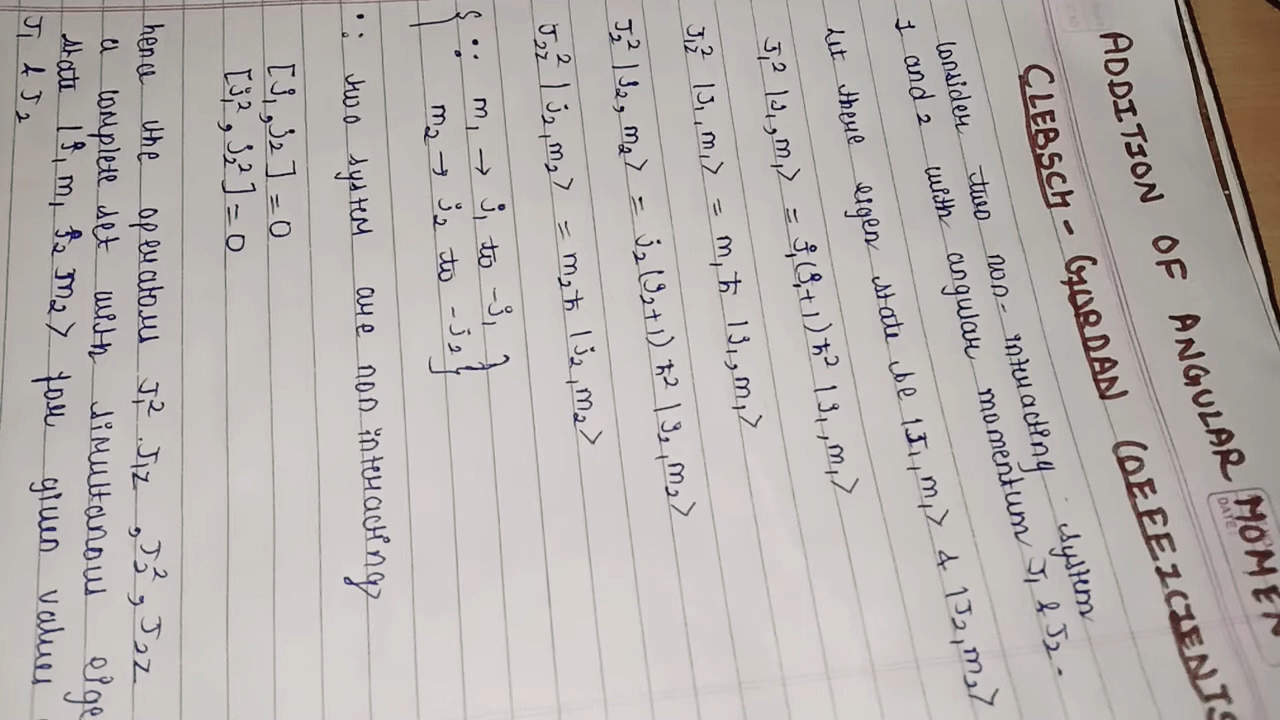 ADDITION OF ANGULAR MOMEN
CLEBSCH - GORDAN COEFFICIENTS
DATE
Consider two non-interacting system
1 and 2 with angular momentum J₁ & J₂.
Let there eigen state be |J₁,m₁> & |J₂,m₂>
J₁² |J₁,m₁> = j₁(j₁+1) ħ² |J₁,m₁>
J₁z² |J₁,m₁> = m₁ħ |J₁,m₁>
J₂² |J₂,m₂> = j₂(j₂+1) ħ² |J₂,m₂>
J₂z² |j₂,m₂> = m₂ħ |j₂,m₂>
{ ∵ m₁ → j₁ to -j₁ }
m₂ → j₂ to -j₂ }
∴ two system are non interacting
[j₁, j₂] = 0
[j₁², j₂²] = 0
hence the operators J₁² J₁z, J₂², J₂z
a complete set with simultanous eige
state |j₁ m₁ j₂ m₂> for given values
J₁ & J₂